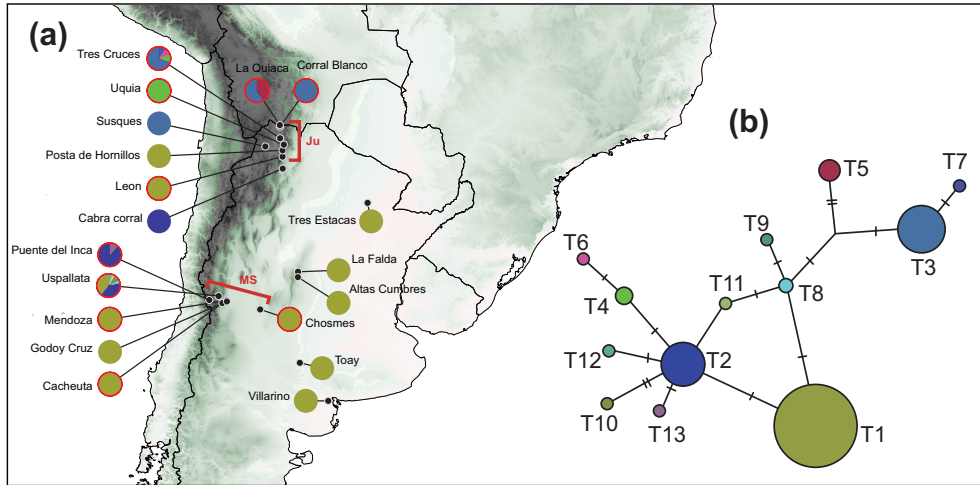 (a)
Tres Cruces
La Quiaca
Corral Blanco
Uquia
Susques
Ju
Posta de Hornillos
Leon
Cabra corral
Tres Estacas
Puente del Inca
La Falda
Uspallata
MS
Altas Cumbres
Mendoza
Chosmes
Godoy Cruz
Toay
Cacheuta
Villarino
(b)
T5
T7
T9
T6
T3
T4
T11
T8
T12
T2
T10
T13
T1